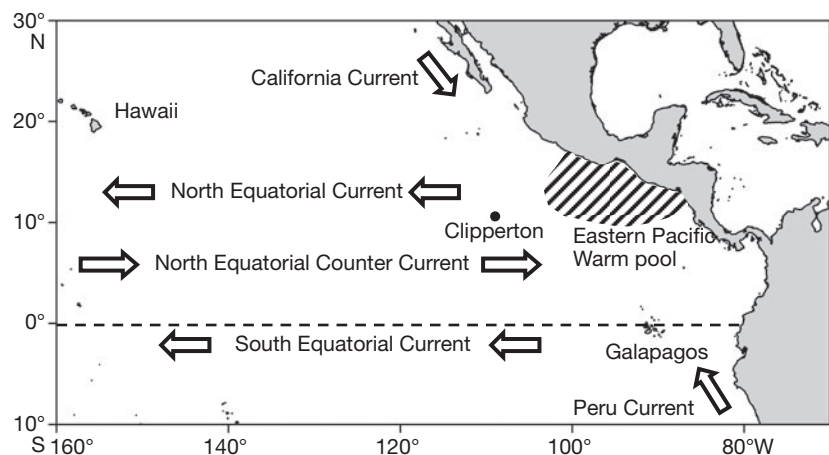 30°
N
California Current
Hawaii
20°
North Equatorial Current
10°
Clipperton
Eastern Pacific
Warm pool
North Equatorial Counter Current
0°
South Equatorial Current
Galapagos
Peru Current
10°
S 160° 140° 120° 100° 80°W